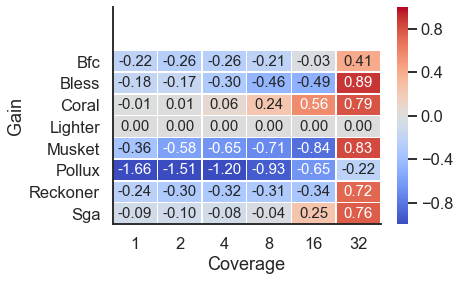 Gain
Bfc -0.22 -0.26 -0.26 -0.21 -0.03 0.41
Bless -0.18 -0.17 -0.30 -0.46 -0.49 0.89
Coral -0.01 0.01 0.06 0.24 0.56 0.79
Lighter 0.00 0.00 0.00 0.00 0.00 0.00
Musket -0.36 -0.58 -0.65 -0.71 -0.84 0.83
Pollux -1.66 -1.51 -1.20 -0.93 -0.65 -0.22
Reckoner -0.24 -0.30 -0.32 -0.31 -0.34 0.72
Sga -0.09 -0.10 -0.08 -0.04 0.25 0.76
1 2 4 8 16 32
Coverage
0.8
0.4
0.0
-0.4
-0.8